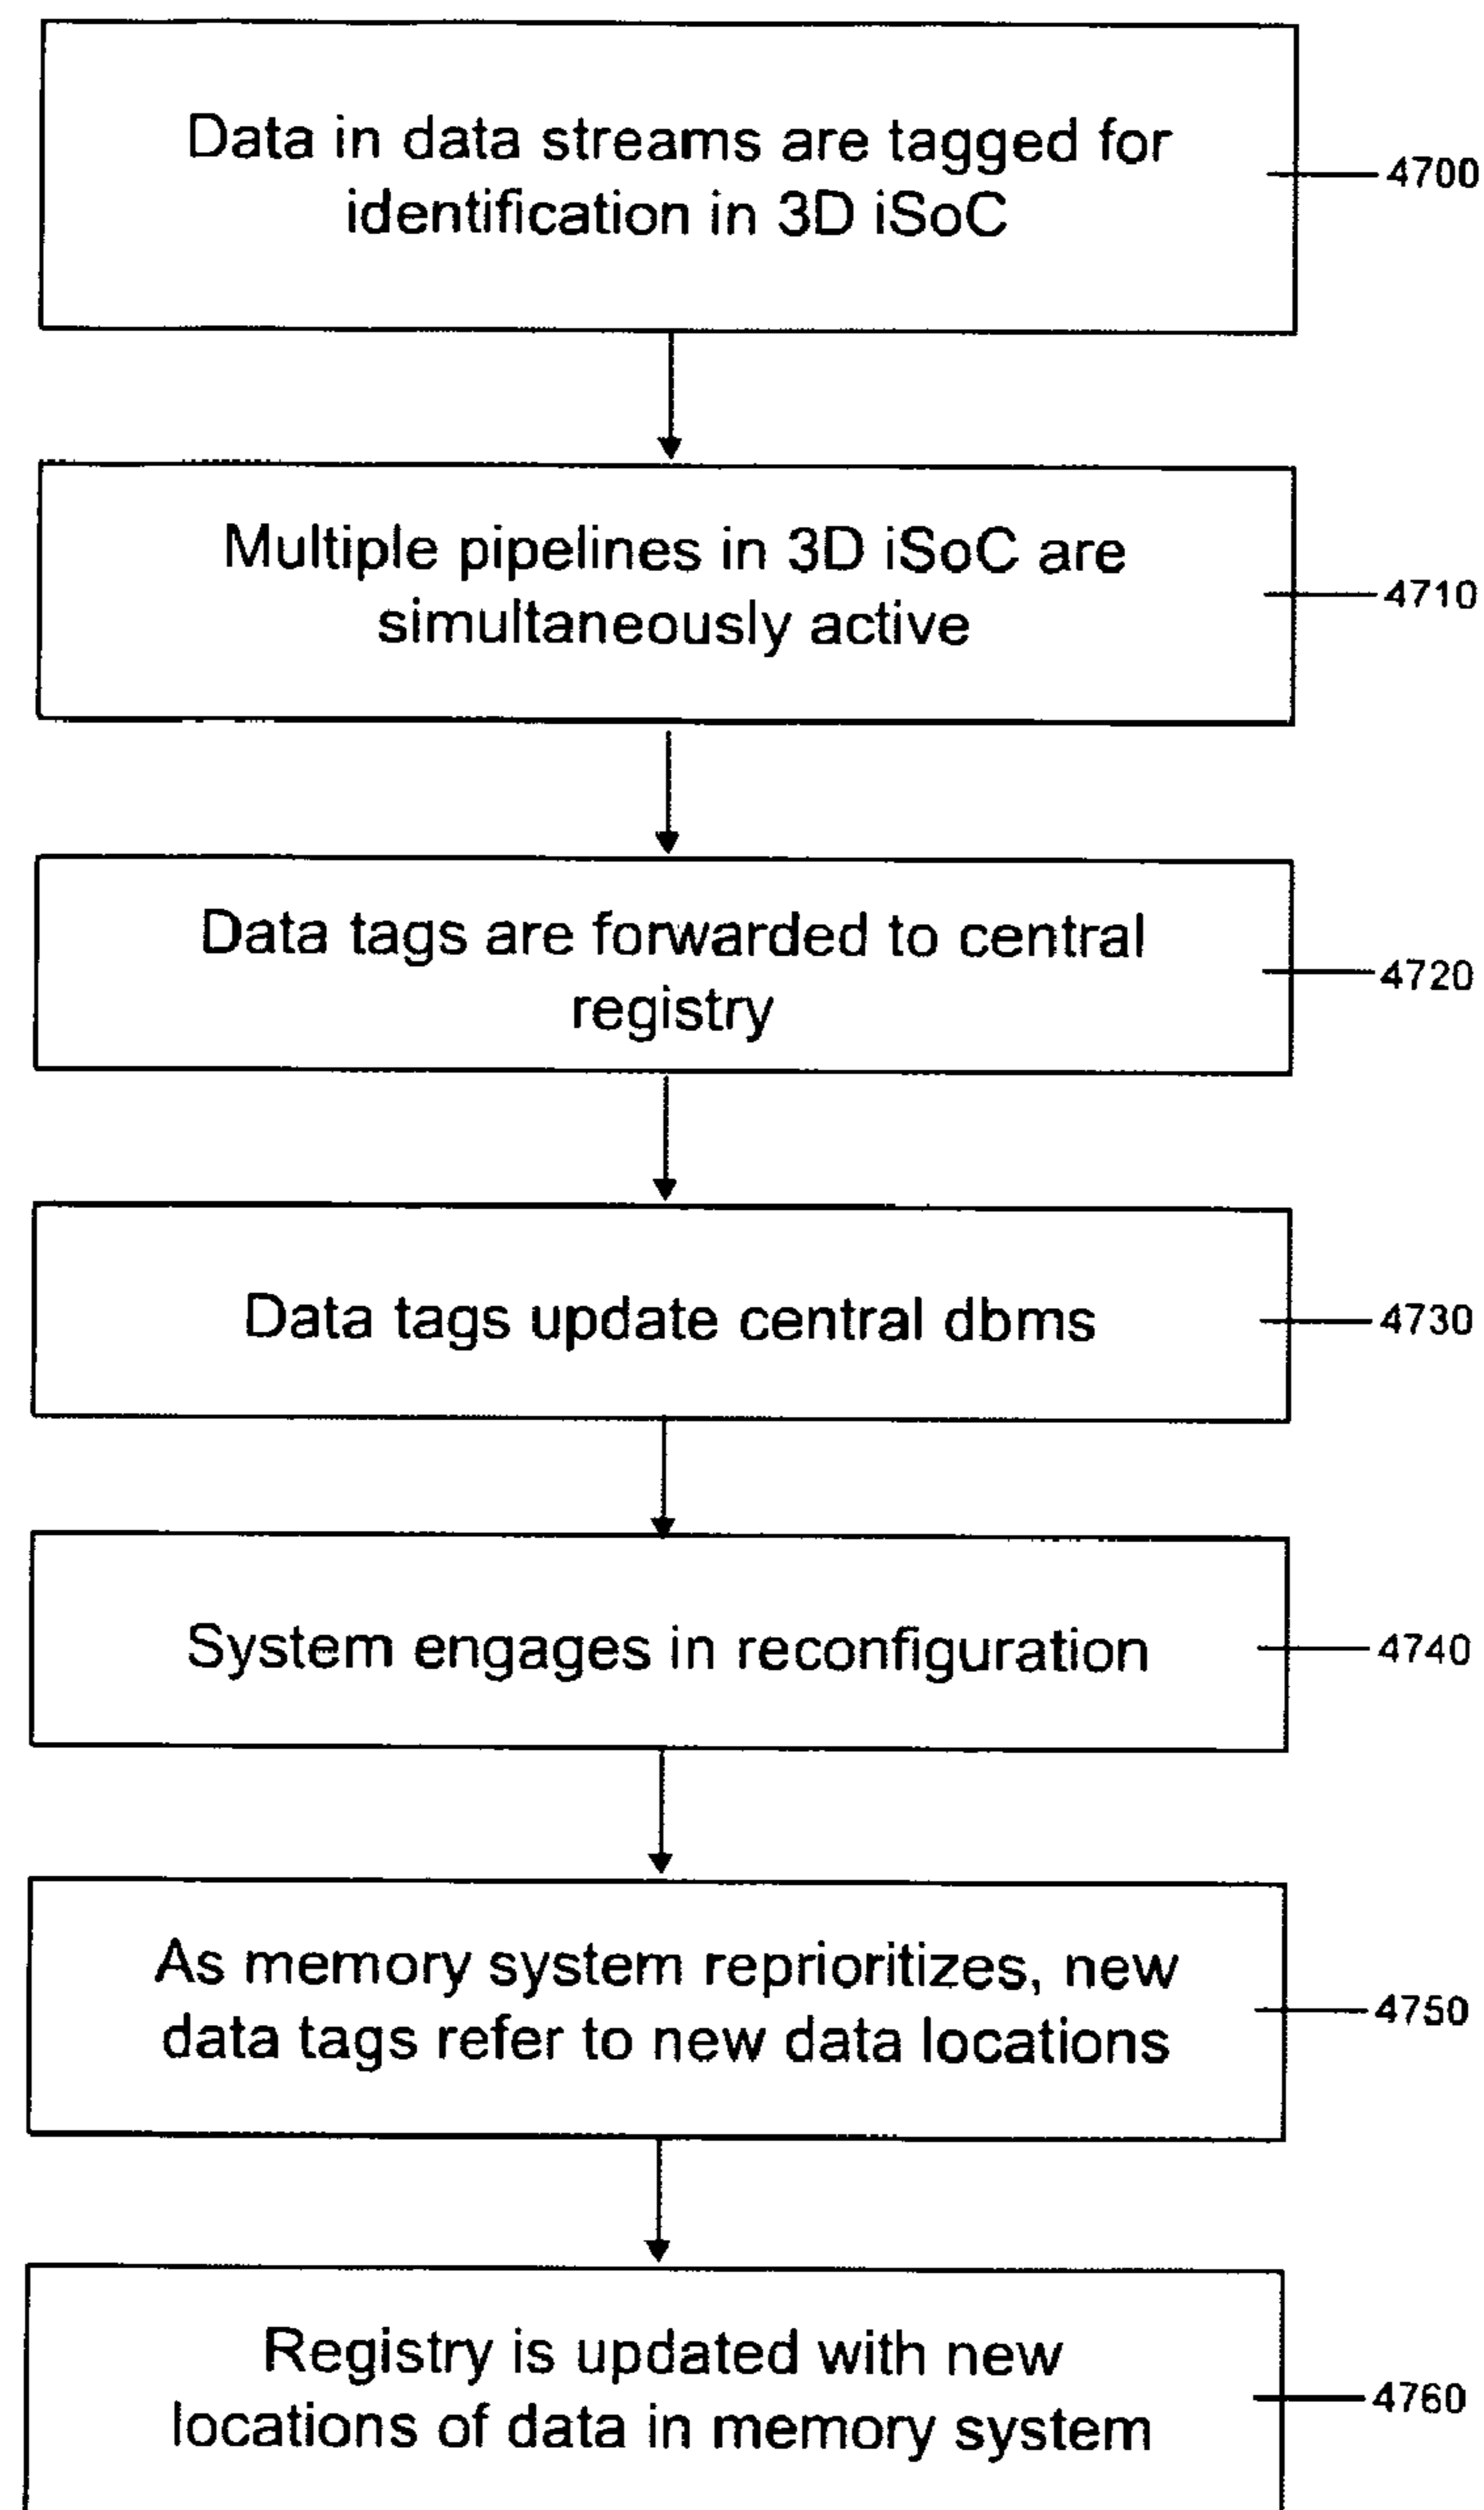 Data in data streams are tagged for
identification in 3D iSoC
4700
Multiple pipelines in 3D iSoC are
simultaneously active
4710
Data tags are forwarded to central
registry
4720
Data tags update central dbms
4730
System engages in reconfiguration
4740
As memory system reprioritizes, new
data tags refer to new data locations
4750
Registry is updated with new
locations of data in memory system
4760